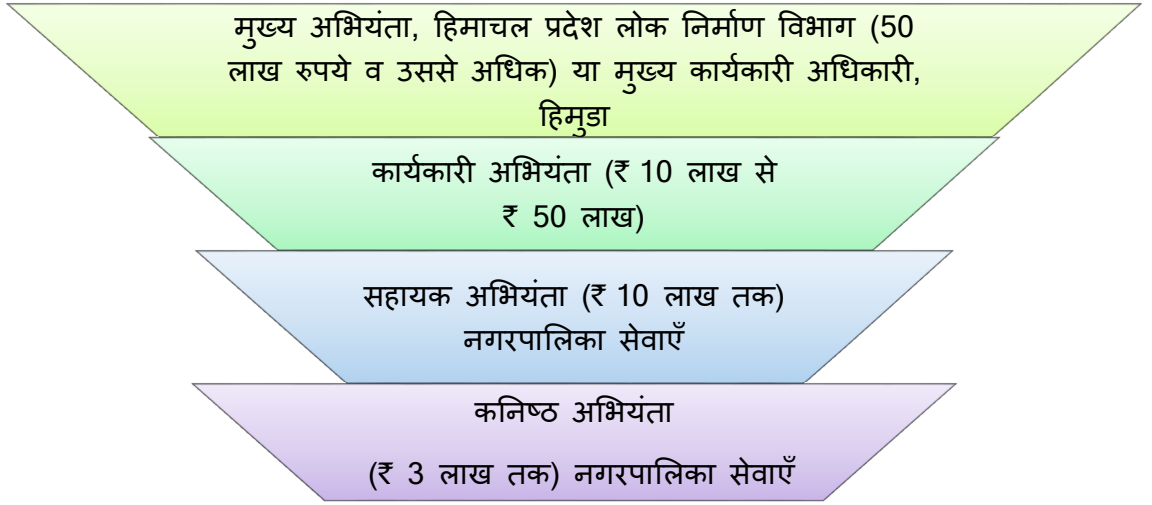 मुख्य अभियंता, हिमाचल प्रदेश लोक निर्माण विभाग (50
लाख रुपये व उससे अधिक) या मुख्य कार्यकारी अधिकारी,
हिमुडा
कार्यकारी अभियंता (₹ 10 लाख से
₹ 50 लाख)
सहायक अभियंता (₹ 10 लाख तक)
नगरपालिका सेवाएँ
कनिष्ठ अभियंता
(₹ 3 लाख तक) नगरपालिका सेवाएँ